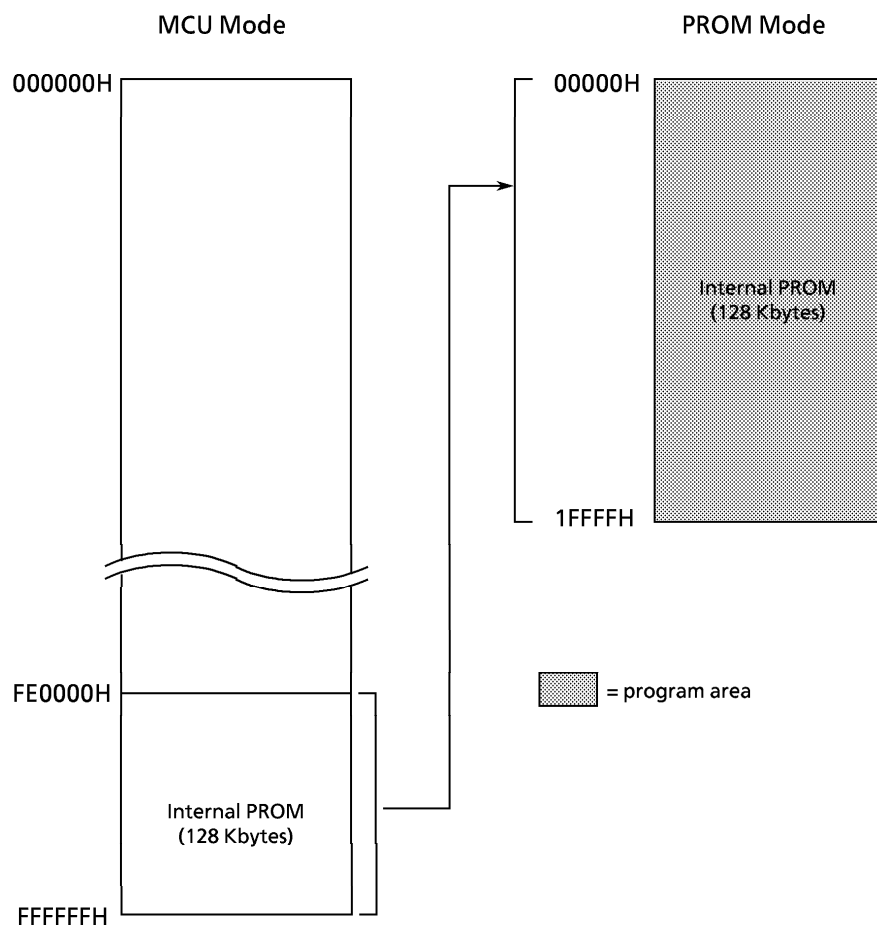 MCU Mode
PROM Mode
000000H
00000H
Internal PROM
(128 Kbytes)
1FFFFH
FE0000H
= program area
Internal PROM
(128 Kbytes)
FFFFFFH